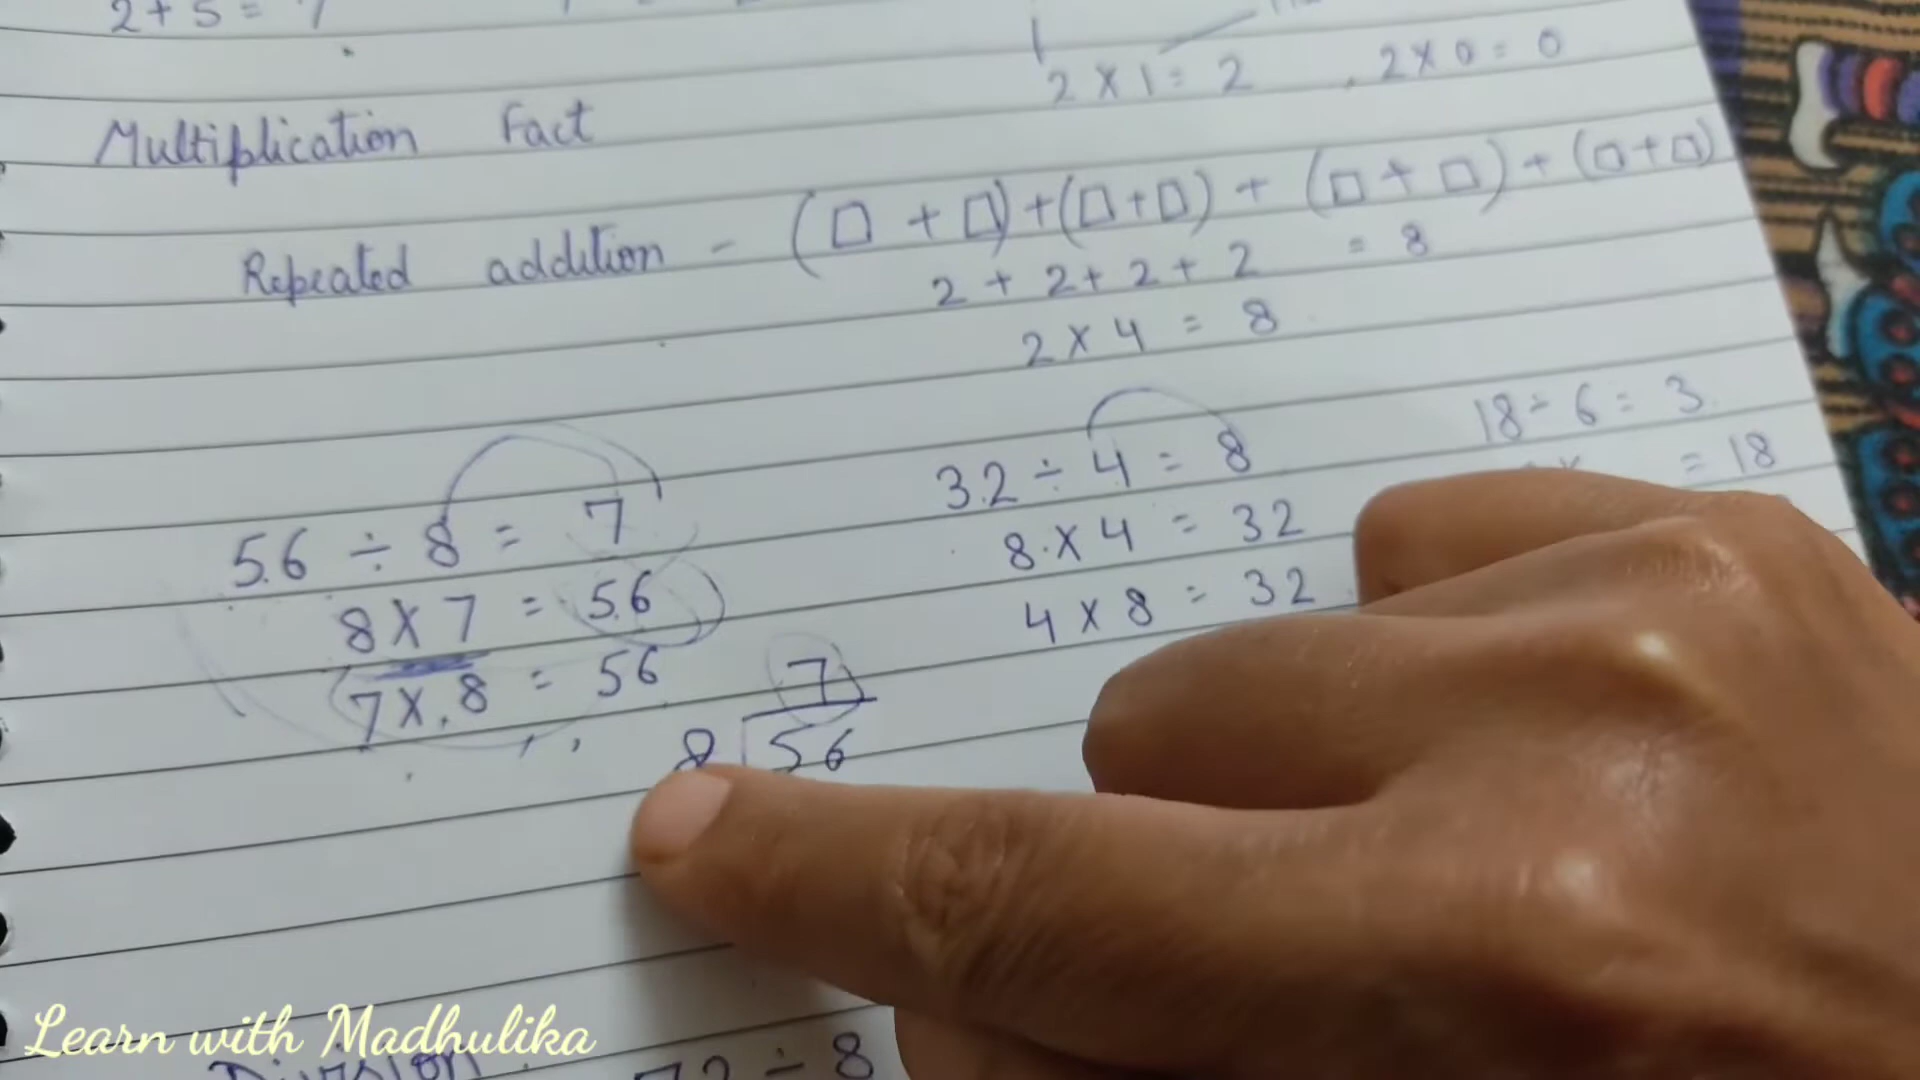 2 + 5 = 7
2 X 1 = 2 , 2 X 0 = 0
Multiplication Fact
Repeated addition - (□ + □) + (□ + □) + (□ + □) + (□ + □)
2 + 2 + 2 + 2 = 8
2 X 4 = 8
56 ÷ 8 = 7
8 X 7 = 56
7 X 8 = 56
7
8 56
32 ÷ 4 = 8
8 X 4 = 32
4 X 8 = 32
18 ÷ 6 = 3
= 18
Division
72 ÷ 8
Learn with Madhulika